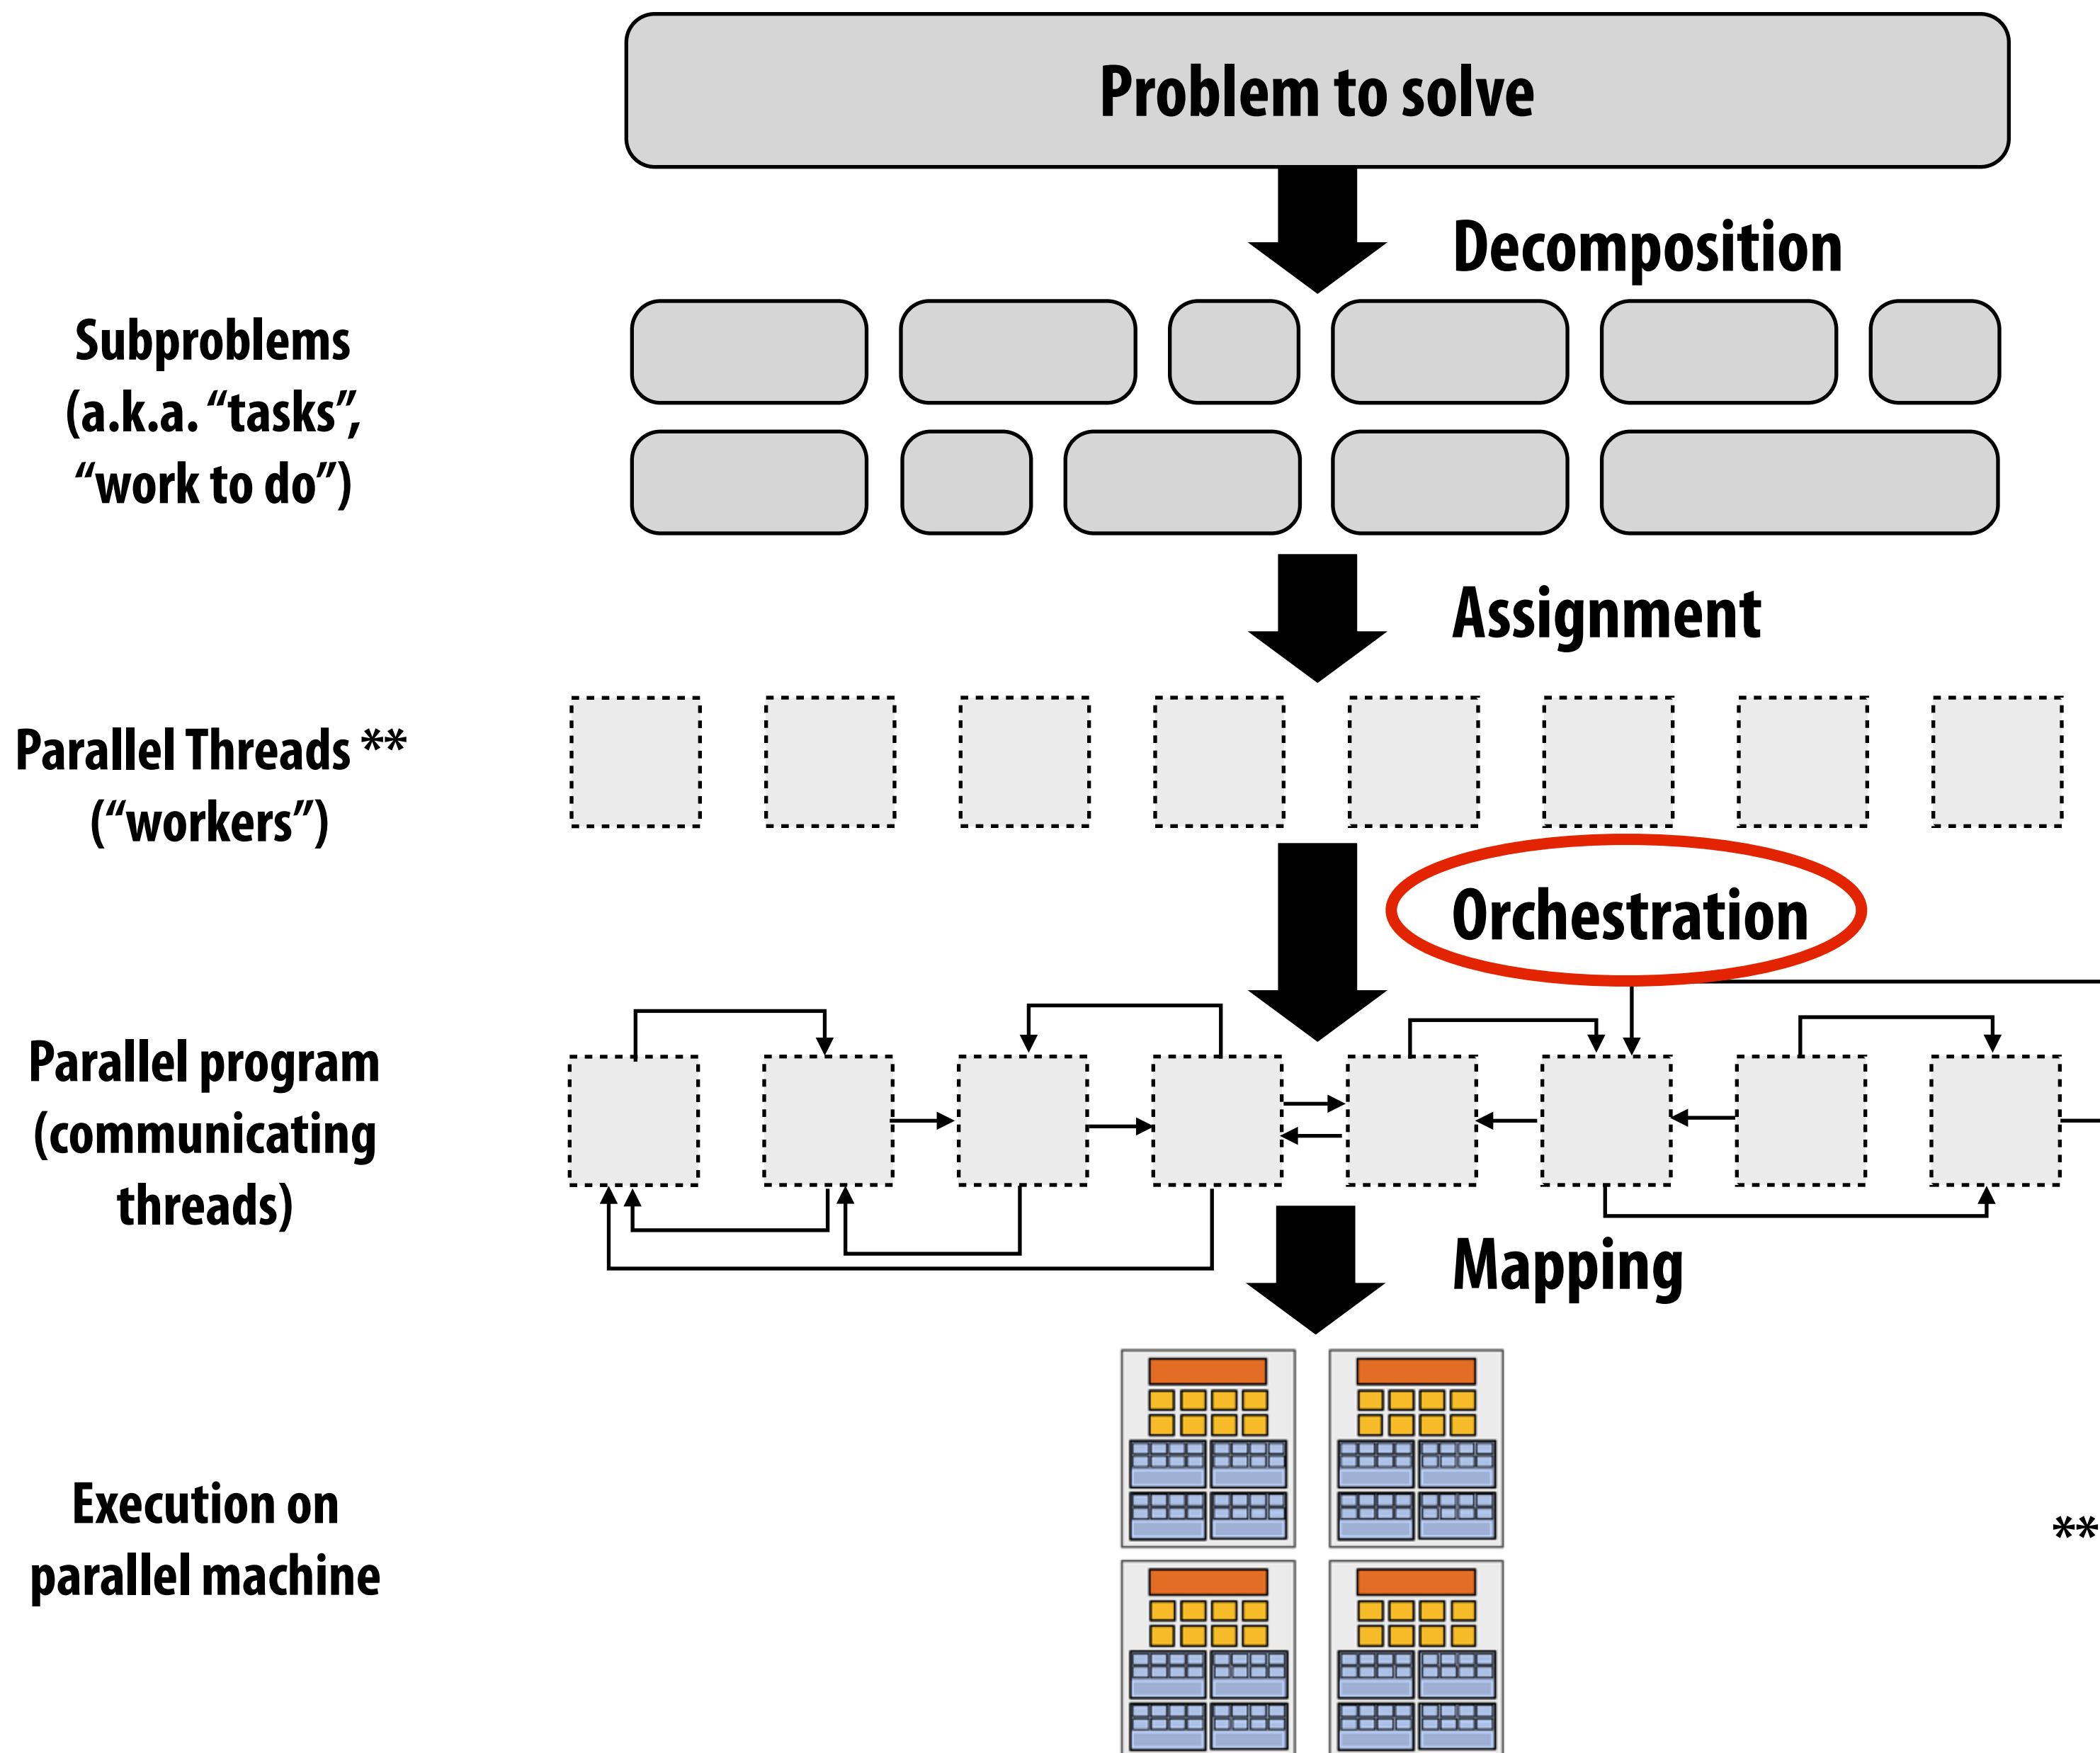 Problem to solve
Decomposition
Subproblems
(a.k.a. “tasks”,
“work to do”)
Assignment
Parallel Threads **
(“workers”)
Orchestration
Parallel program
(communicating
threads)
Mapping
Execution on
parallel machine
**